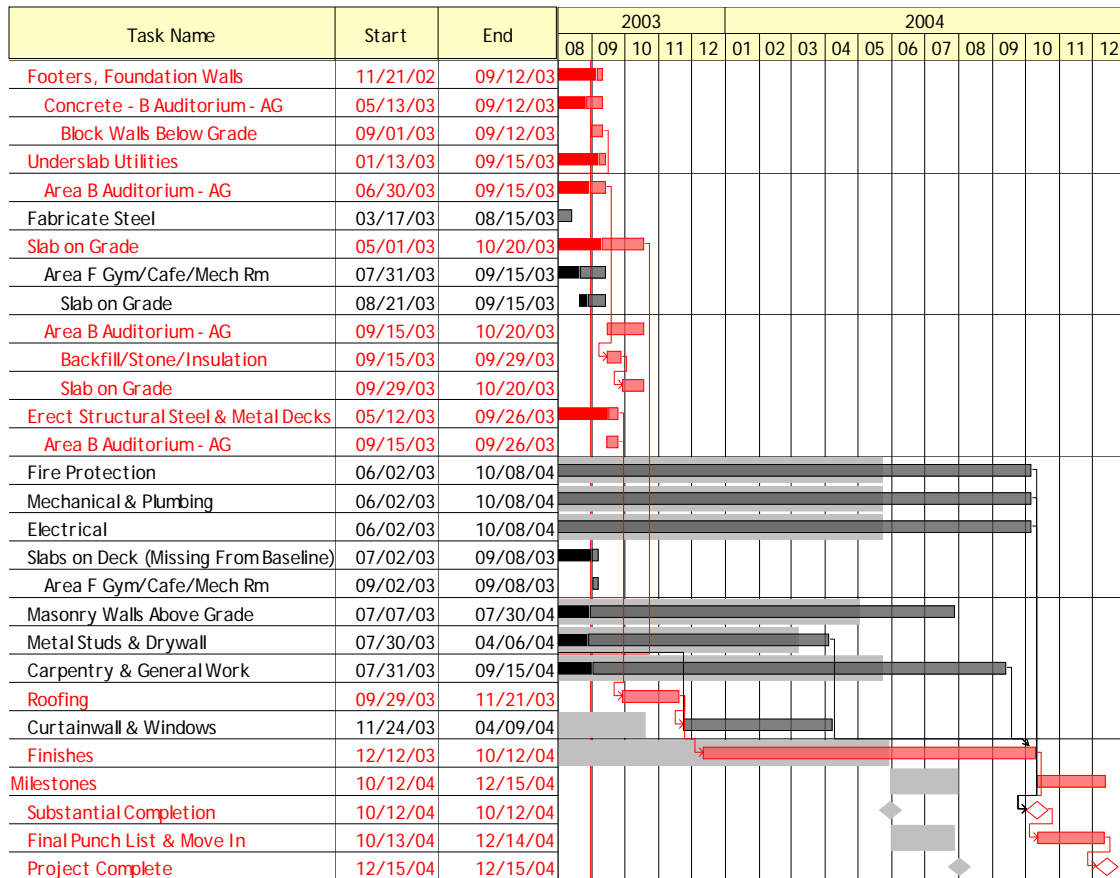 Task Name Start End 2003 2004
08 09 10 11 12 01 02 03 04 05 06 07 08 09 10 11 12
Footers, Foundation Walls 11/21/02 09/12/03
Concrete - B Auditorium - AG 05/13/03 09/12/03
Block Walls Below Grade 09/01/03 09/12/03
Underslab Utilities 01/13/03 09/15/03
Area B Auditorium - AG 06/30/03 09/15/03
Fabricate Steel 03/17/03 08/15/03
Slab on Grade 05/01/03 10/20/03
Area F Gym/Cafe/Mech Rm 07/31/03 09/15/03
Slab on Grade 08/21/03 09/15/03
Area B Auditorium - AG 09/15/03 10/20/03
Backfill/Stone/Insulation 09/15/03 09/29/03
Slab on Grade 09/29/03 10/20/03
Erect Structural Steel & Metal Decks 05/12/03 09/26/03
Area B Auditorium - AG 09/15/03 09/26/03
Fire Protection 06/02/03 10/08/04
Mechanical & Plumbing 06/02/03 10/08/04
Electrical 06/02/03 10/08/04
Slabs on Deck (Missing From Baseline) 07/02/03 09/08/03
Area F Gym/Cafe/Mech Rm 09/02/03 09/08/03
Masonry Walls Above Grade 07/07/03 07/30/04
Metal Studs & Drywall 07/30/03 04/06/04
Carpentry & General Work 07/31/03 09/15/04
Roofing 09/29/03 11/21/03
Curtainwall & Windows 11/24/03 04/09/04
Finishes 12/12/03 10/12/04
Milestones 10/12/04 12/15/04
Substantial Completion 10/12/04 10/12/04
Final Punch List & Move In 10/13/04 12/14/04
Project Complete 12/15/04 12/15/04